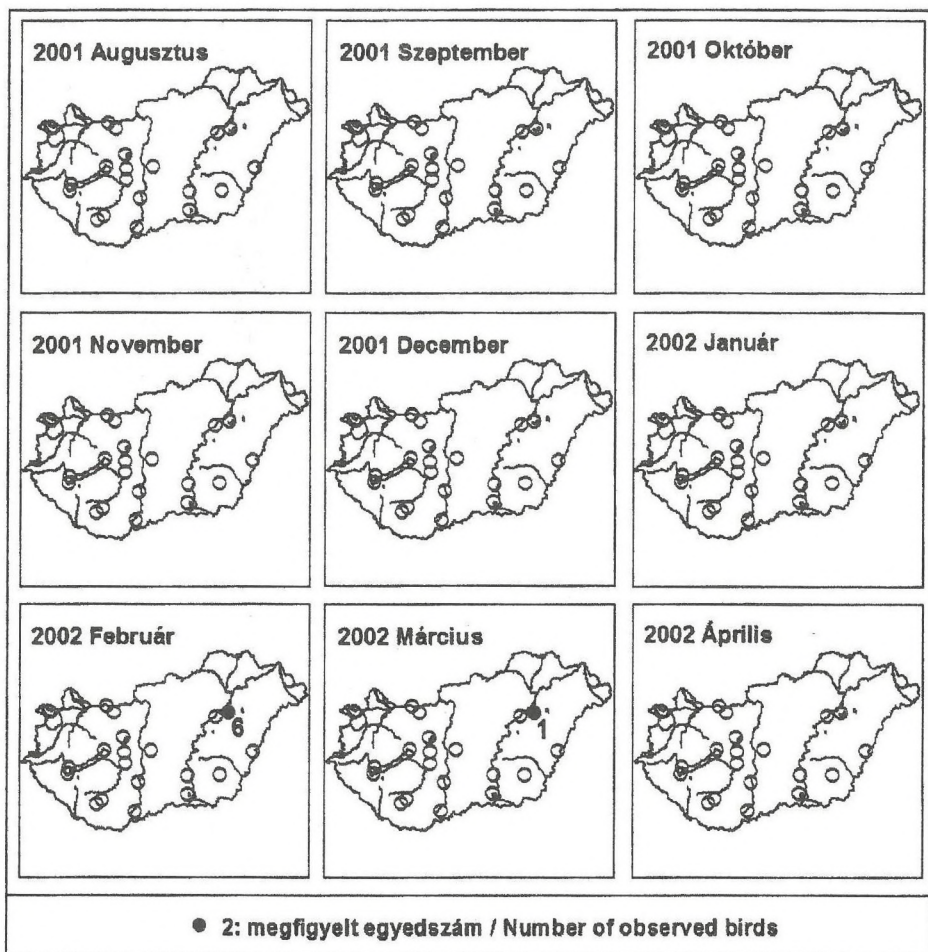 2001 Augusztus
2001 Szeptember
2001 Október
2001 November
2001 December
2002 Január
2002 Február
6
2002 Március
1
2002 Április
● 2: megfigyelt egyedszám / Number of observed birds